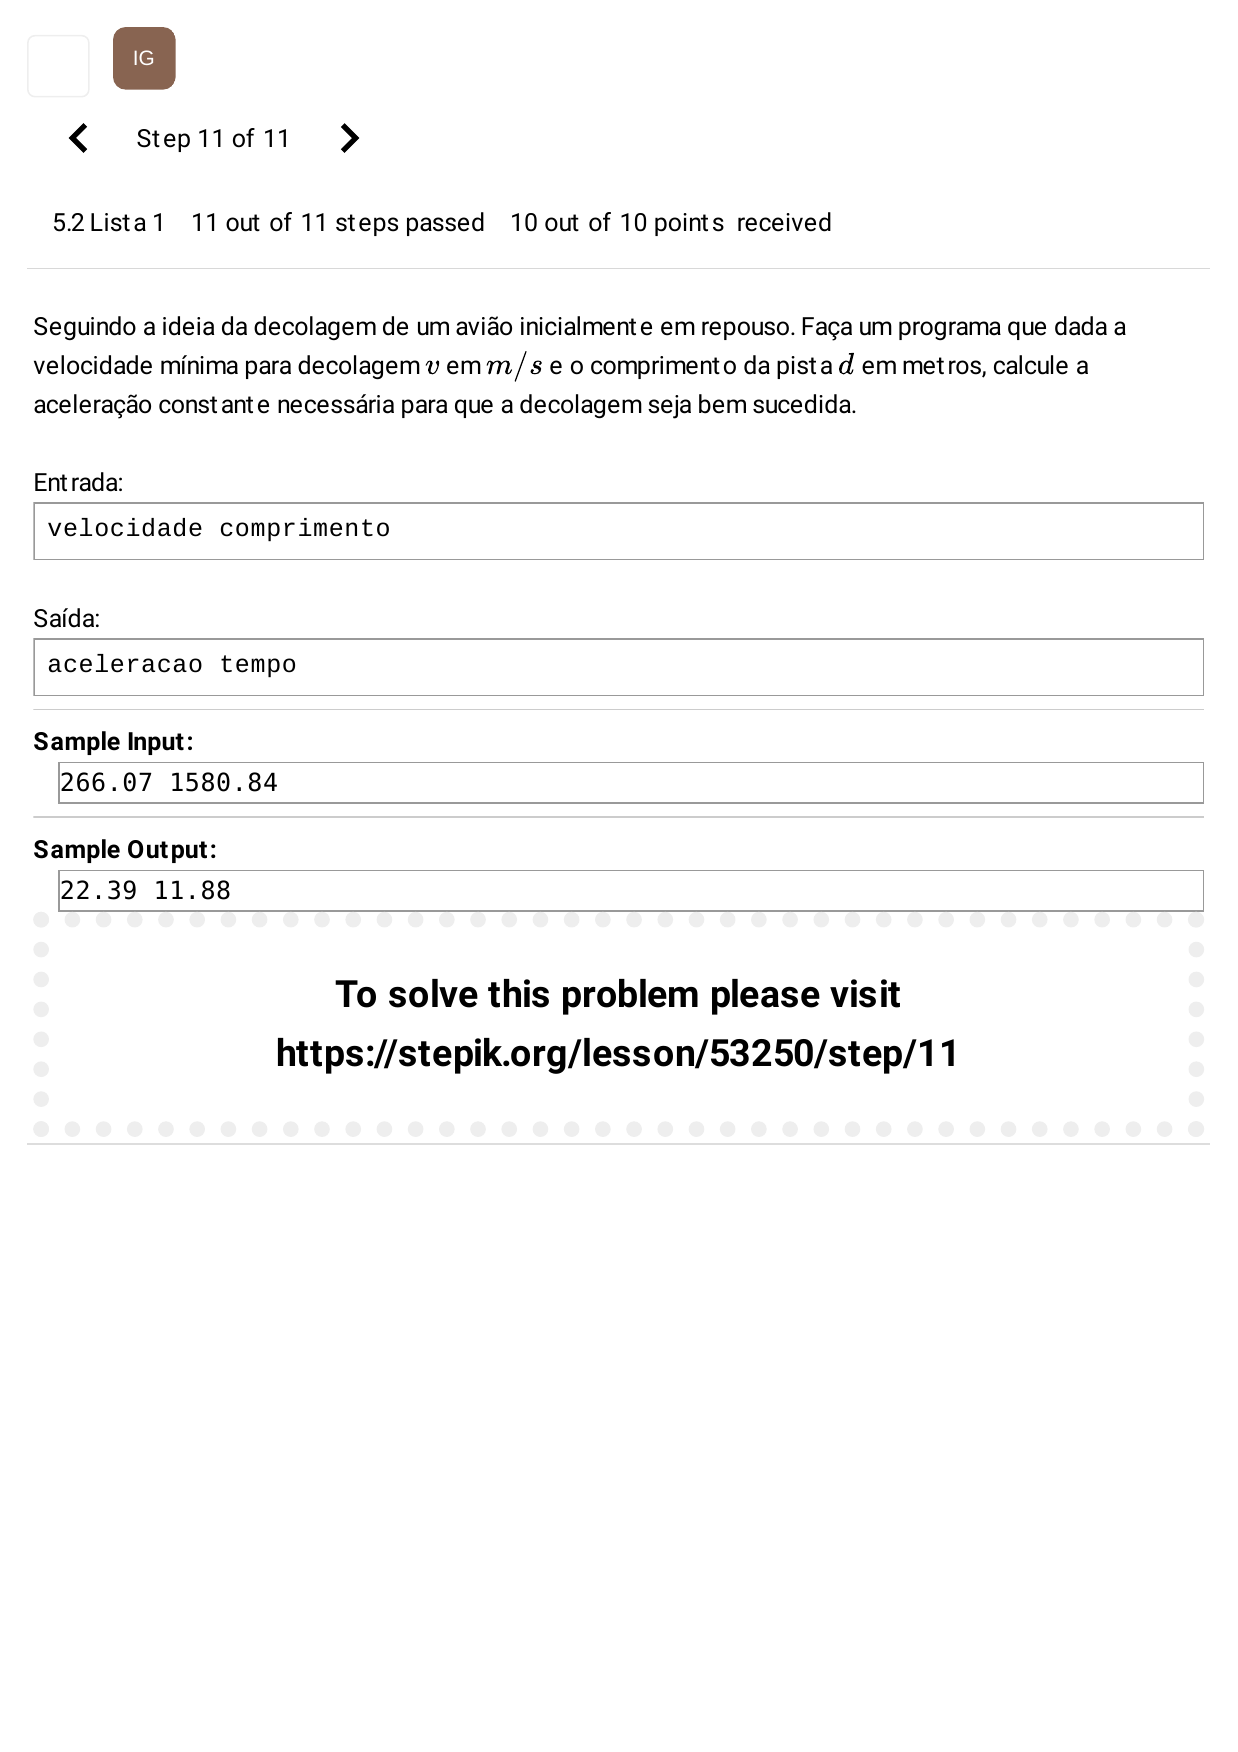 IG
Step 11 of 11
5.2 Lista 1 11 out of 11 steps passed 10 out of 10 points received
Seguindo a ideia da decolagem de um avião inicialmente em repouso. Faça um programa que dada a
velocidade mínima para decolagem v em m/s e o comprimento da pista d em metros, calcule a
aceleração constante necessária para que a decolagem seja bem sucedida.
Entrada:
velocidade comprimento
Saída:
aceleracao tempo
Sample Input:
266.07 1580.84
Sample Output:
22.39 11.88
To solve this problem please visit
https://stepik.org/lesson/53250/step/11